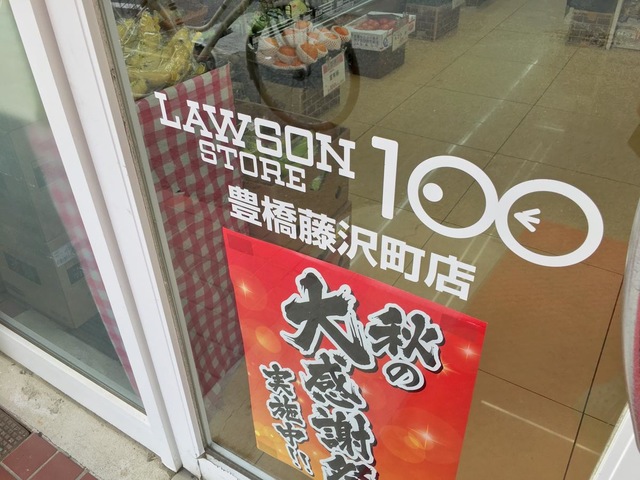 LAWSON
STORE 100
豊橋藤沢町店
秋の
大感謝祭
実施中!!